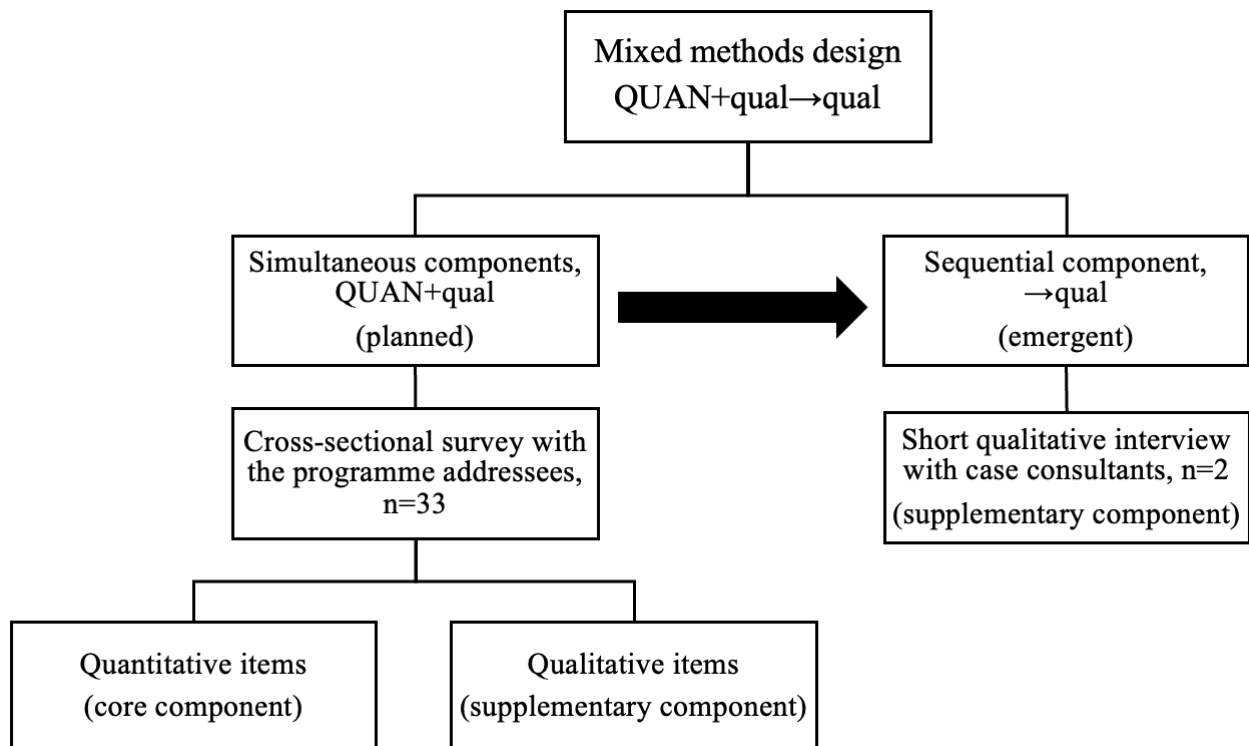 Mixed methods design
QUAN+qual→qual
Simultaneous components,
QUAN+qual
(planned)
Sequential component,
→qual
(emergent)
Cross-sectional survey with
the programme addressees,
n=33
Short qualitative interview
with case consultants, n=2
(supplementary component)
Quantitative items
(core component)
Qualitative items
(supplementary component)